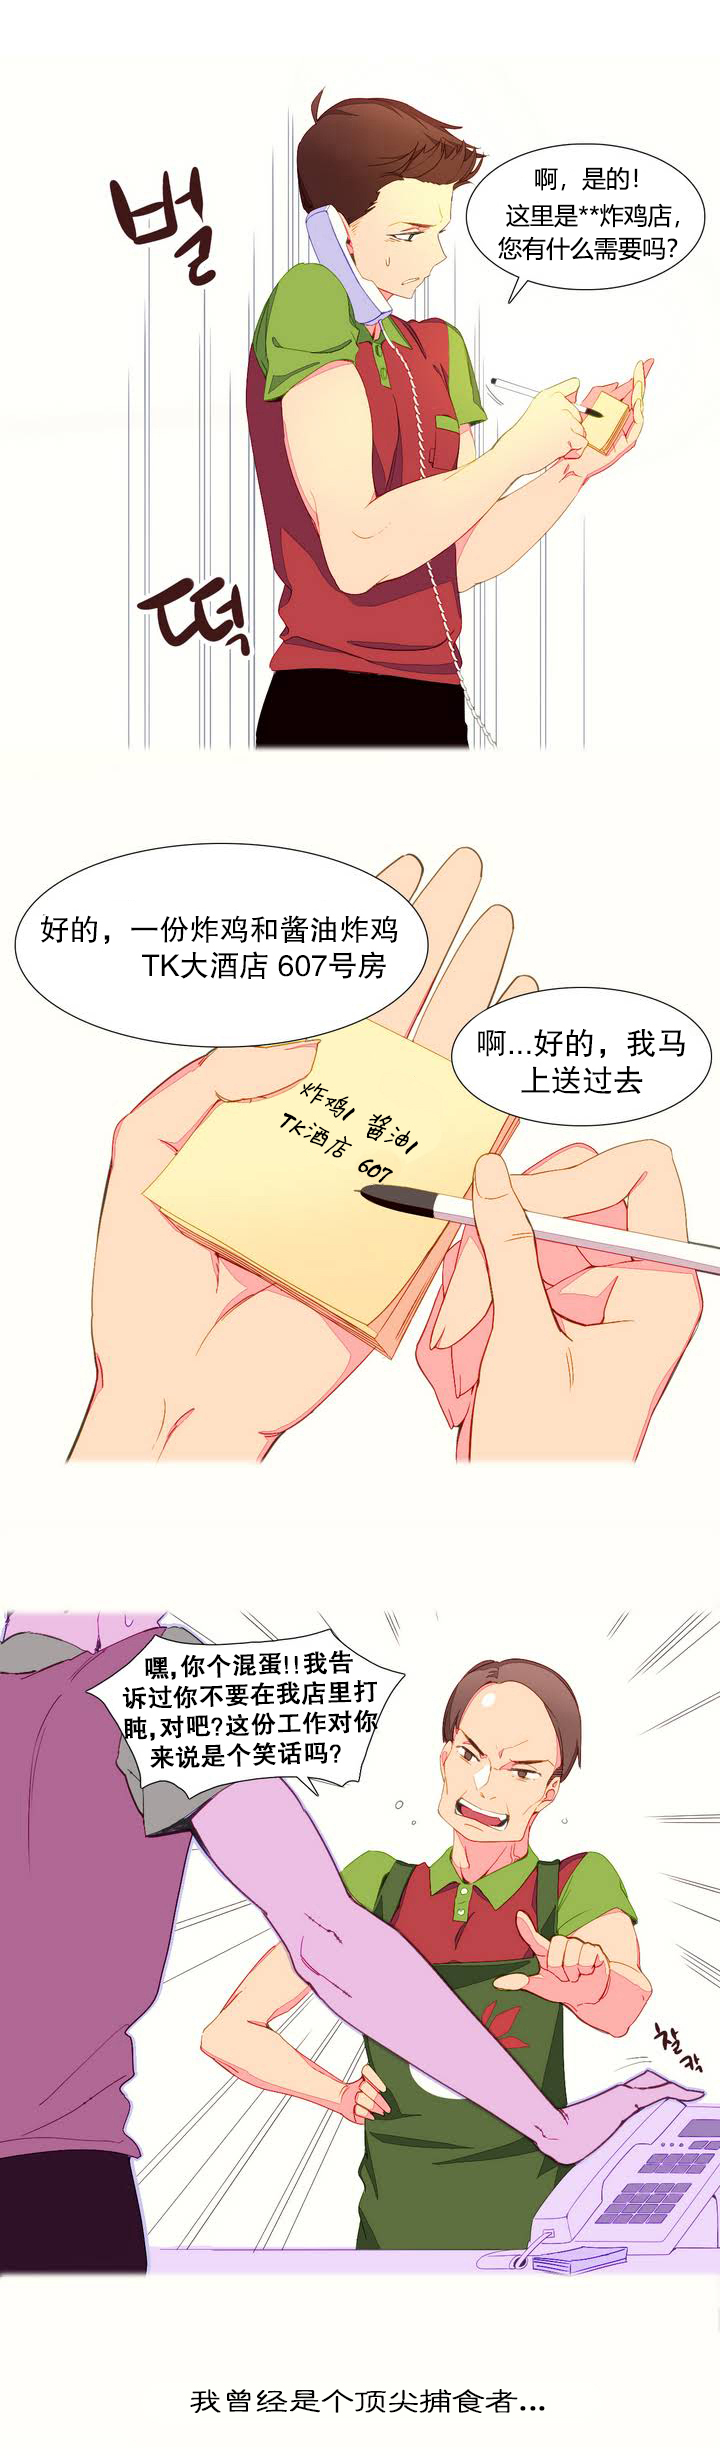 啊，是的！
这里是**炸鸡店，
您有什么需要吗？
벌
떡
好的，一份炸鸡和酱油炸鸡
TK大酒店 607号房
啊...好的，我马
上送过去
炸鸡1 酱油1
TK酒店 607
嘿,你个混蛋!!我告
诉过你不要在我店里打
盹,对吧?这份工作对你
来说是个笑话吗?
찰칵
我曾经是个顶尖捕食者...